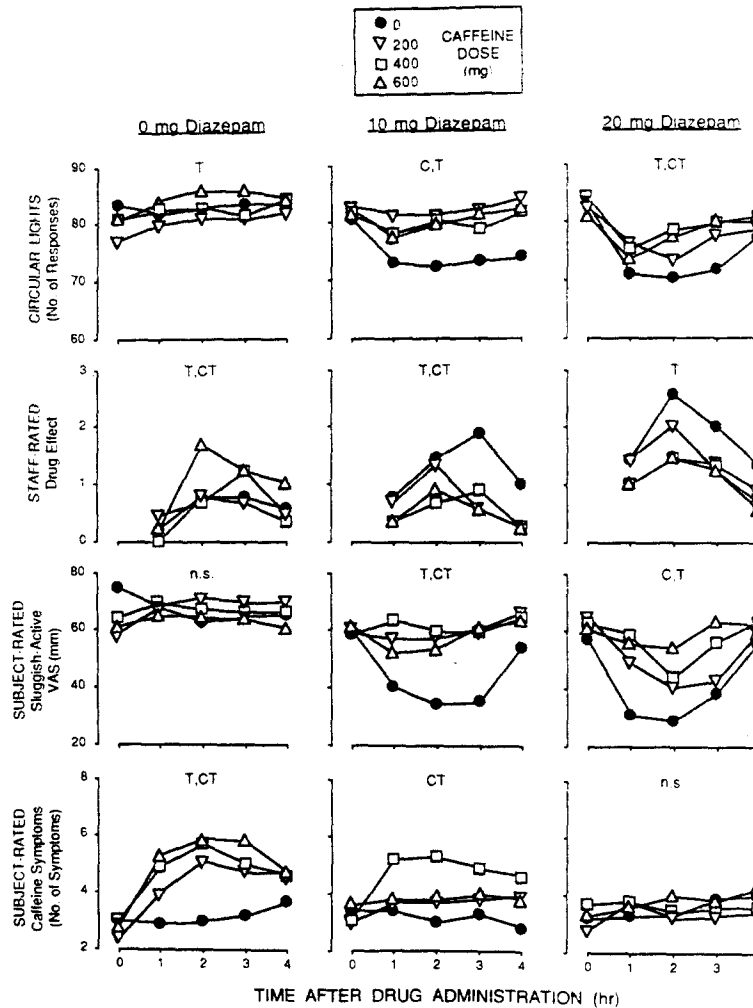 0
200
400
600
CAFFEINE
DOSE
(mg)
0 mg Diazepam
10 mg Diazepam
20 mg Diazepam
CIRCULAR LIGHTS
(No. of Responses)
90
80
70
60
T
C,T
T,CT
STAFF-RATED
Drug Effect
3
2
1
0
T,CT
T,CT
T
SUBJECT-RATED
Sluggish-Active
VAS (mm)
80
60
40
20
n.s.
T,CT
C,T
SUBJECT-RATED
Caffeine Symptoms
(No. of Symptoms)
8
6
4
2
T,CT
CT
n.s
0 1 2 3 4
0 1 2 3 4
0 1 2 3
TIME AFTER DRUG ADMINISTRATION (hr)